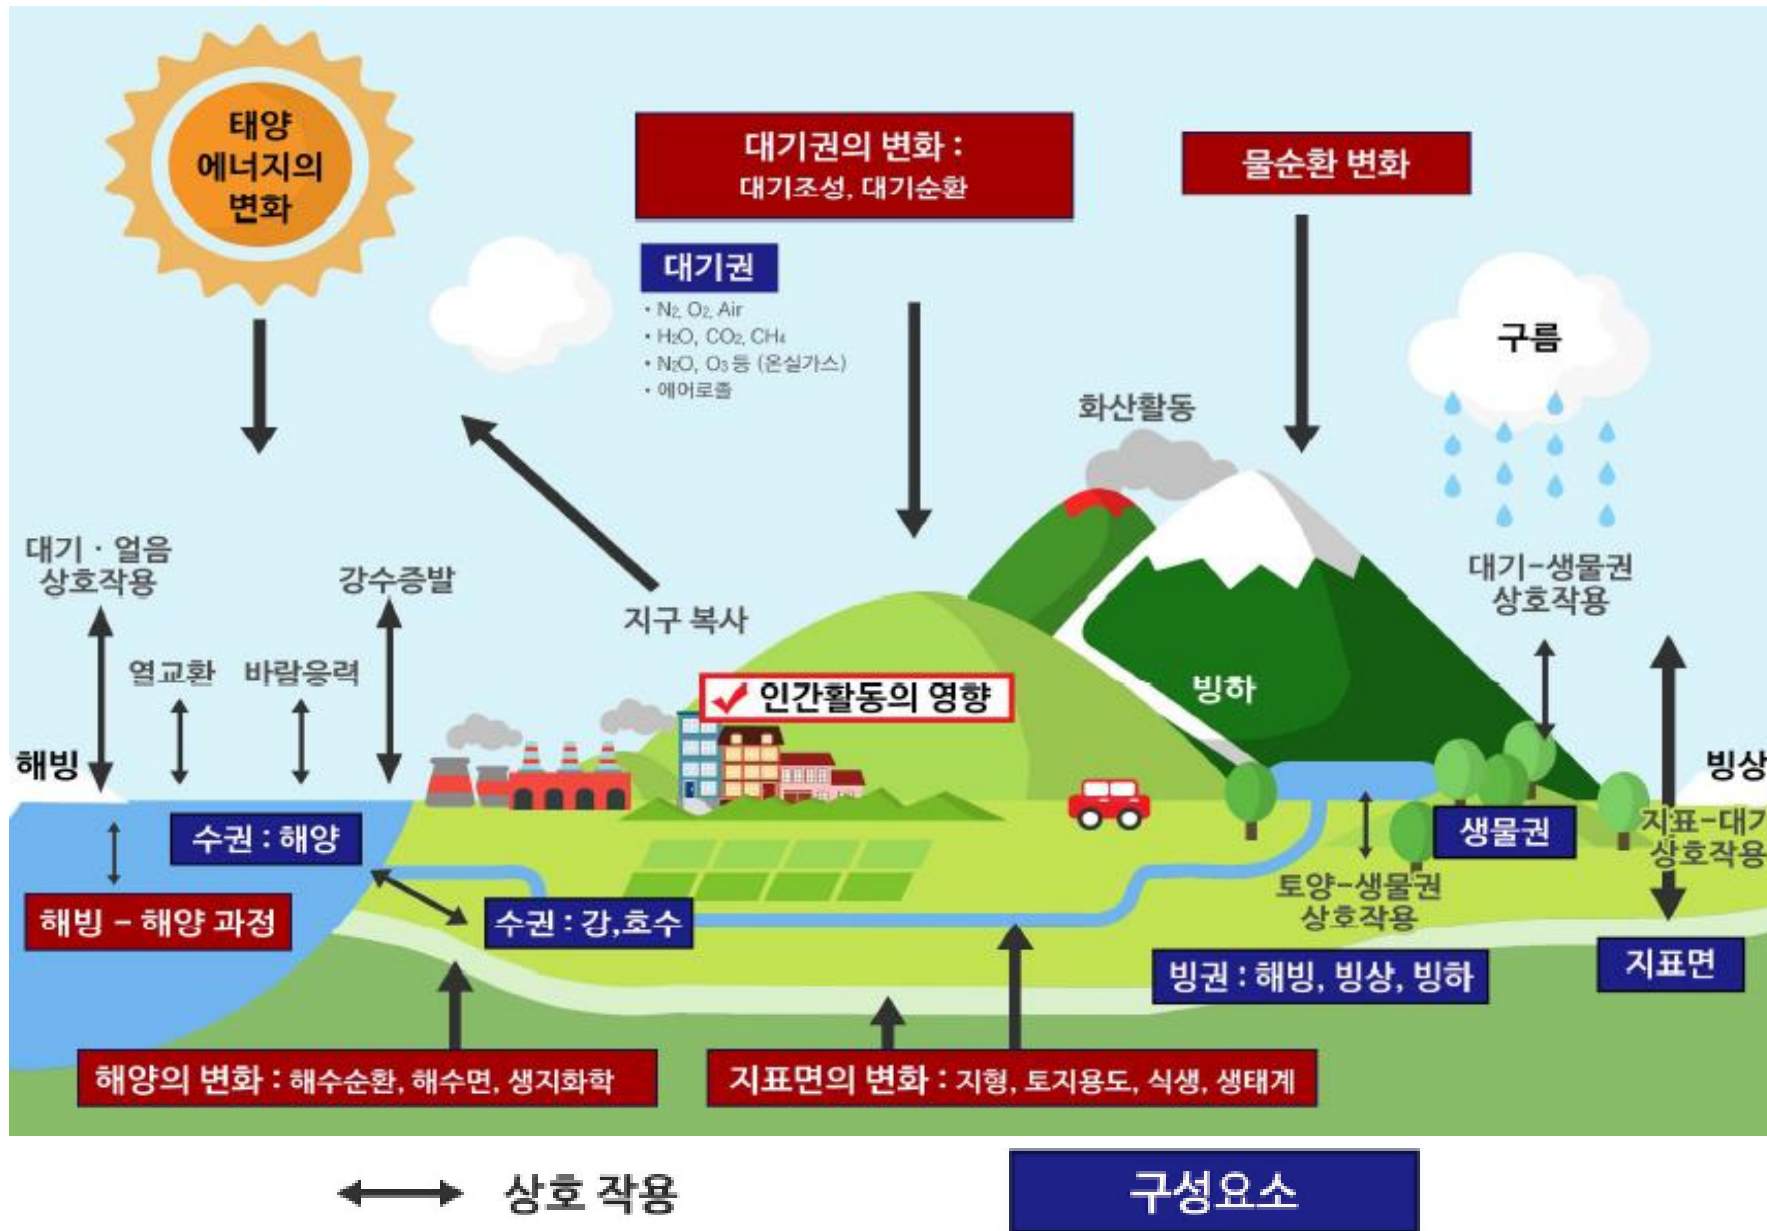 태양
에너지의
변화
대기권의 변화 :
대기조성, 대기순환
물순환 변화
대기권
• N2, O2, Air
• H2O, CO2, CH4
• N2O, O3 등 (온실가스)
• 에어로졸
구름
화산활동
대기 · 얼음
상호작용
강수증발
지구 복사
대기-생물권
상호작용
열교환
바람응력
인간활동의 영향
빙하
해빙
빙상
수권 : 해양
생물권
지표-대기
상호작용
해빙 - 해양 과정
수권 : 강,호수
토양-생물권
상호작용
빙권 : 해빙, 빙상, 빙하
지표면
해양의 변화 : 해수순환, 해수면, 생지화학
지표면의 변화 : 지형, 토지용도, 식생, 생태계
상호 작용
구성요소